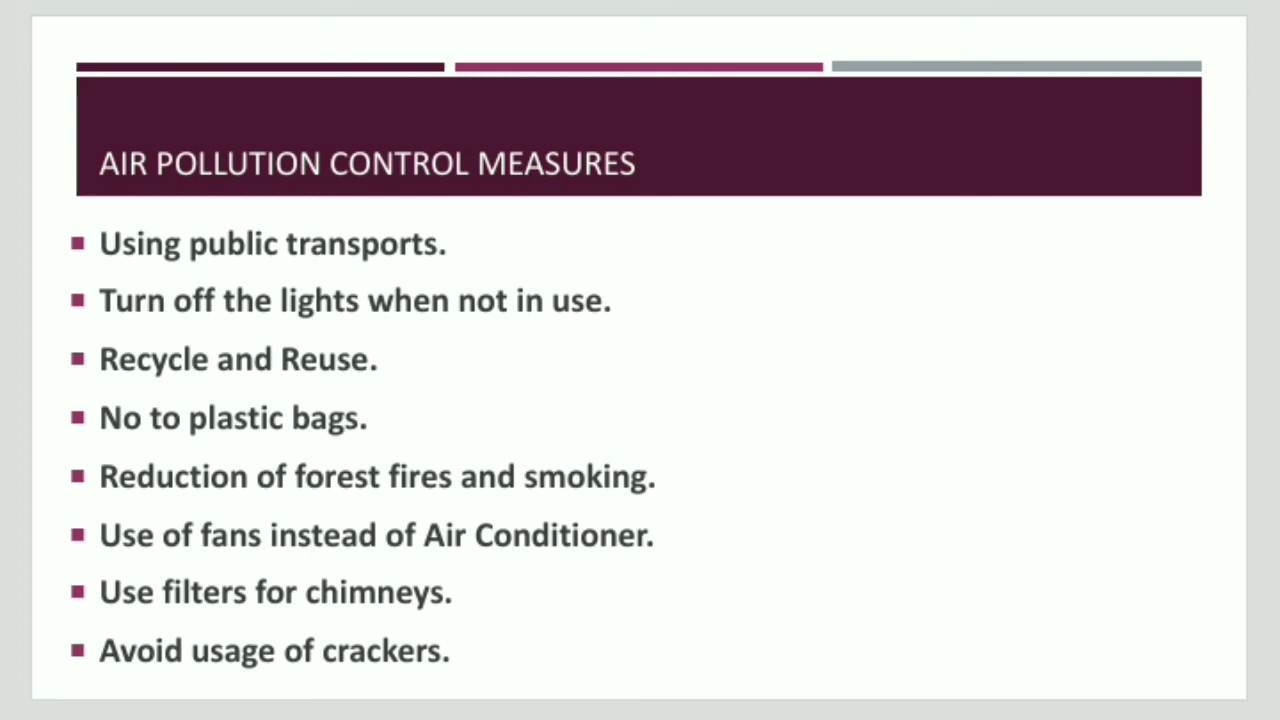 AIR POLLUTION CONTROL MEASURES
Using public transports.
Turn off the lights when not in use.
Recycle and Reuse.
No to plastic bags.
Reduction of forest fires and smoking.
Use of fans instead of Air Conditioner.
Use filters for chimneys.
Avoid usage of crackers.